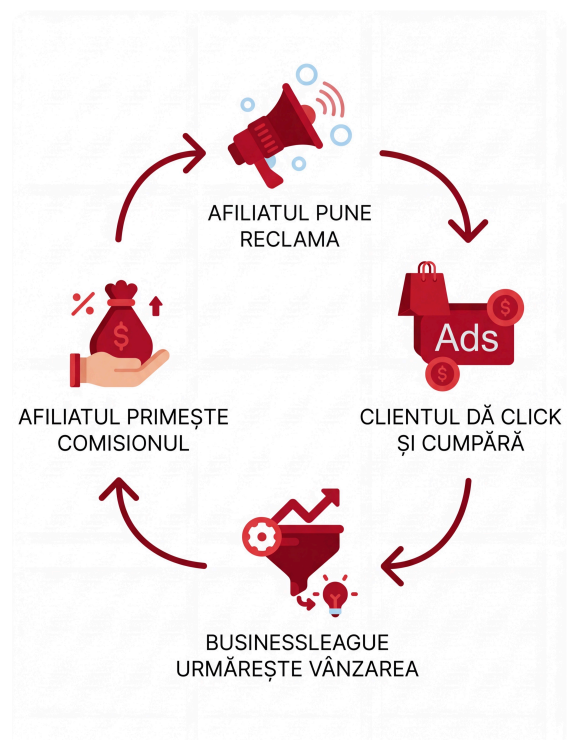 AFILIATUL PUNE
RECLAMA
Ads
CLIENTUL DĂ CLICK
ȘI CUMPĂRĂ
BUSINESSLEAGUE
URMĂREȘTE VÂNZAREA
AFILIATUL PRIMEȘTE
COMISIONUL